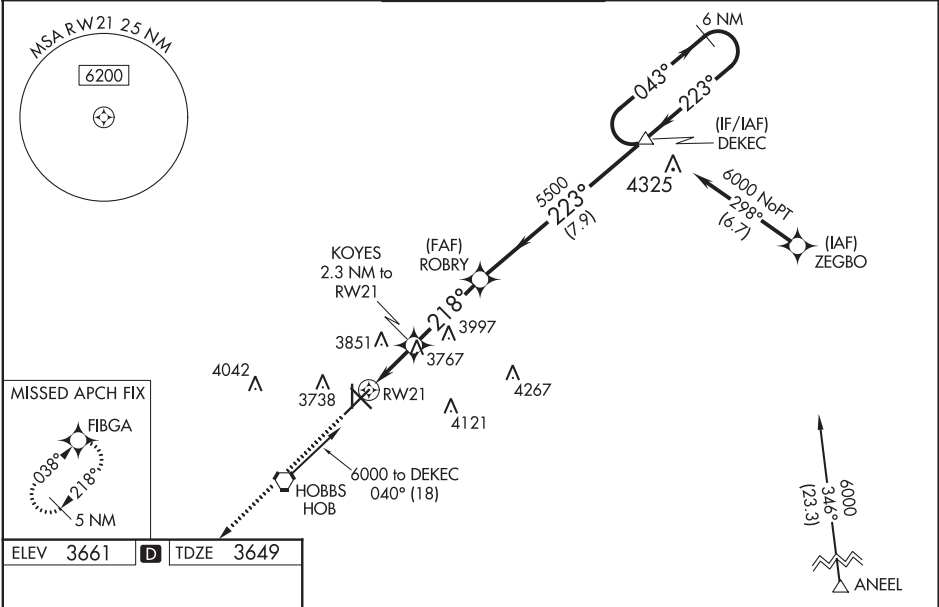 MSA RW21 25 NM
6200
6 NM
043°
223°
(IF/IAF)
DEKEC
4325
6000 NoPT
298°
(6.7)
(IAF)
ZEGBO
5500
223°
(7.9)
(FAF)
ROBRY
KOYES
2.3 NM to
RW21
218°
3997
3851
3767
4042
3738
RW21
4267
4121
MISSED APCH FIX
FIBGA
038°
218°
5 NM
6000 to DEKEC
040° (18)
HOBBS
HOB
6000
346°
(23.3)
ANEEL
ELEV 3661 D TDZE 3649